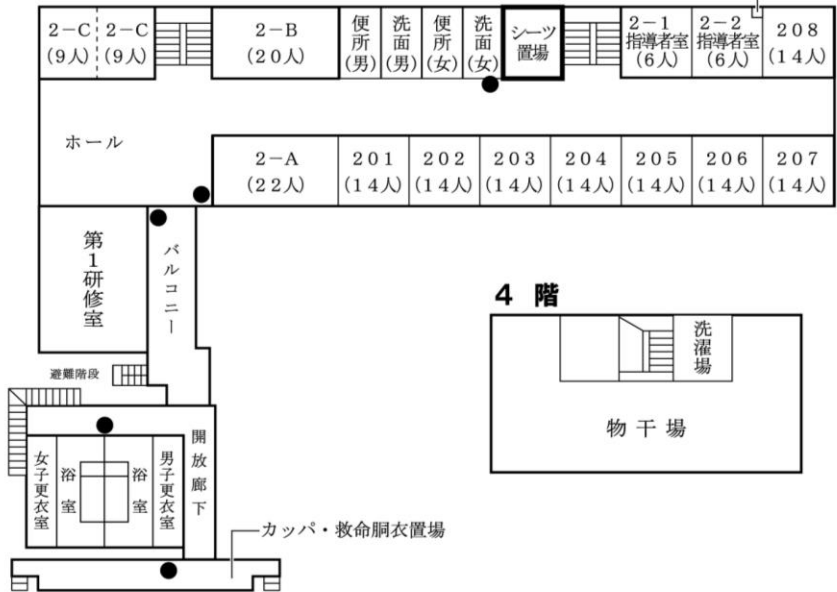 2-C
(9人)
2-C
(9人)
2-B
(20人)
便所(男)
洗面(男)
便所(女)
洗面(女)
シーツ
置場
2-1
指導者室
(6人)
2-2
指導者室
(6人)
208
(14人)
ホール
2-A
(22人)
201
(14人)
202
(14人)
203
(14人)
204
(14人)
205
(14人)
206
(14人)
207
(14人)
第1研修室
バルコニー
4 階
洗濯場
物干場
避難階段
開放廊下
女子更衣室
浴室
浴室
男子更衣室
カッパ・救命胴衣置場